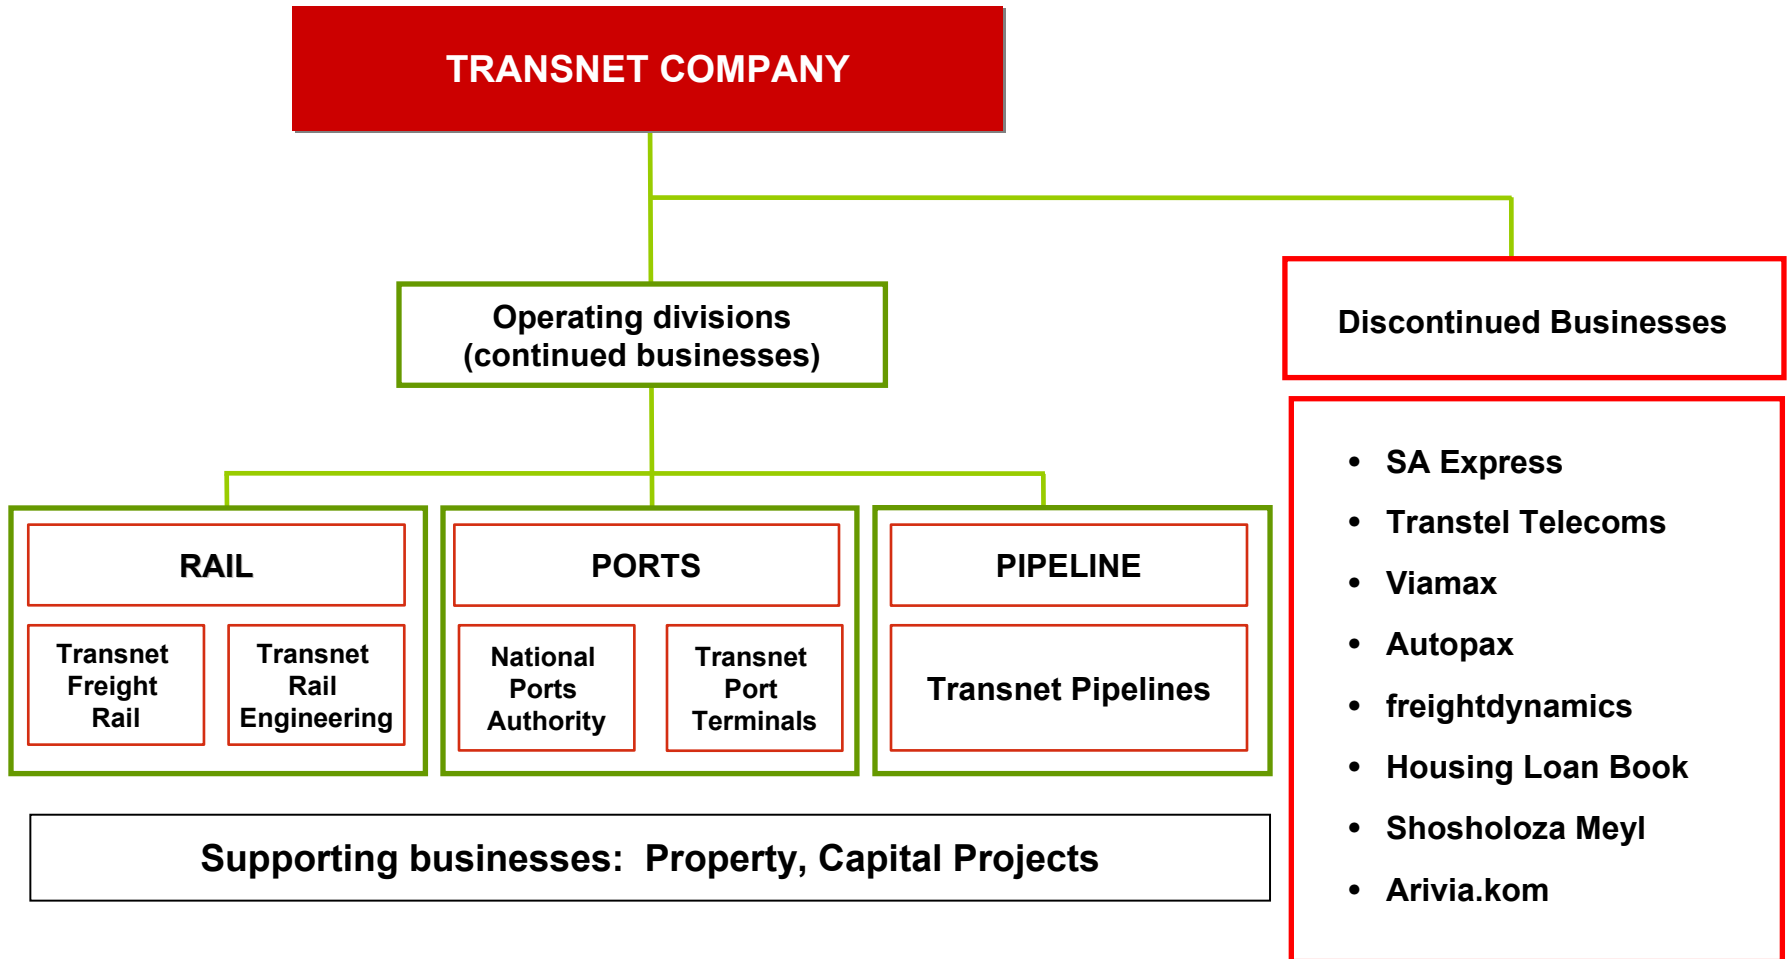 TRANSNET COMPANY
Operating divisions
(continued businesses)
Discontinued Businesses
RAIL
Transnet
Freight
Rail
Transnet
Rail
Engineering
PORTS
National
Ports
Authority
Transnet
Port
Terminals
PIPELINE
Transnet Pipelines
• SA Express
• Transtel Telecoms
• Viamax
• Autopax
• freightdynamics
• Housing Loan Book
• Shosholoza Meyl
• Arivia.kom
Supporting businesses:  Property, Capital Projects